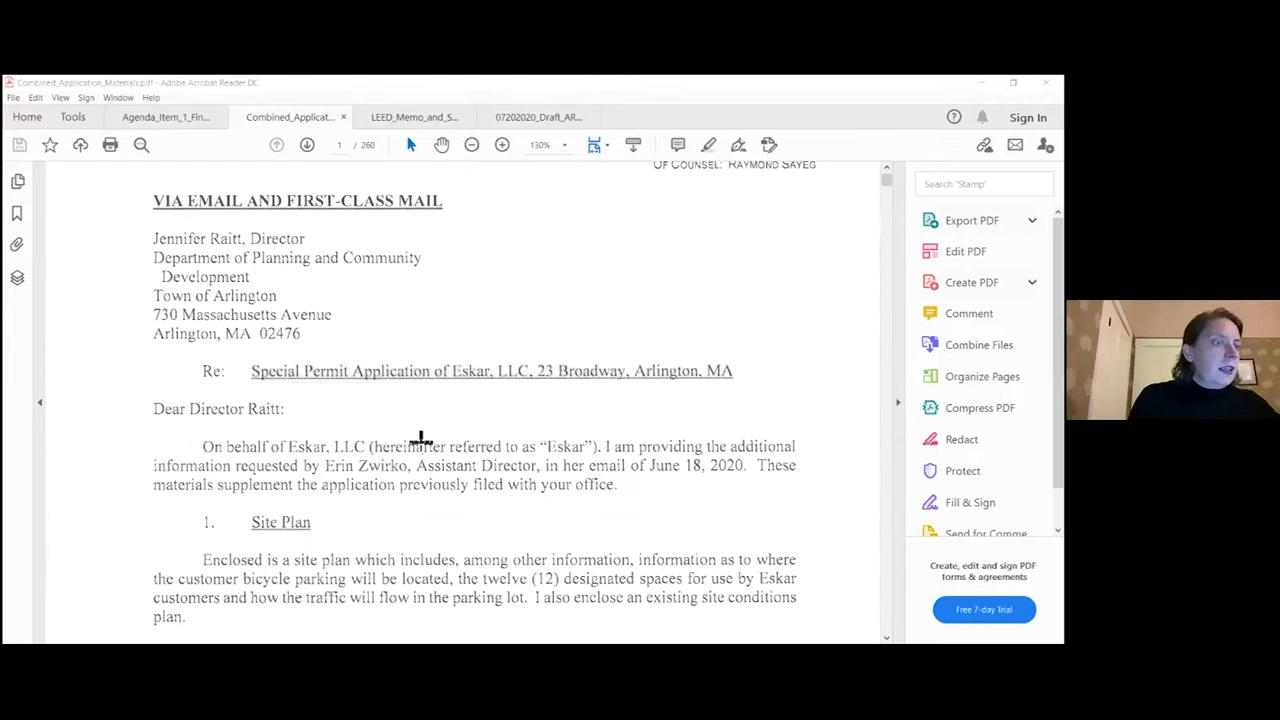 Combined_Application_Materials.pdf - Adobe Acrobat Reader DC
File Edit View Sign Window Help
Home Tools Agenda_Item_1_Fin... Combined_Applicat... × LEED_Memo_and_S... 07202020_Draft_AR... Sign In
1 / 260 130%
OF COUNSEL: RAYMOND SAYEG
VIA EMAIL AND FIRST-CLASS MAIL
Jennifer Raitt, Director
Department of Planning and Community
Development
Town of Arlington
730 Massachusetts Avenue
Arlington, MA 02476
Re: Special Permit Application of Eskar, LLC, 23 Broadway, Arlington, MA
Dear Director Raitt:
On behalf of Eskar, LLC (hereinafter referred to as “Eskar”), I am providing the additional
information requested by Erin Zwirko, Assistant Director, in her email of June 18, 2020. These
materials supplement the application previously filed with your office.
1. Site Plan
Enclosed is a site plan which includes, among other information, information as to where
the customer bicycle parking will be located, the twelve (12) designated spaces for use by Eskar
customers and how the traffic will flow in the parking lot. I also enclose an existing site conditions
plan.
Search 'Stamp'
Export PDF
Edit PDF
Create PDF
Comment
Combine Files
Organize Pages
Compress PDF
Redact
Protect
Fill & Sign
Send for Comme
Create, edit and sign PDF
forms & agreements
Free 7-day Trial